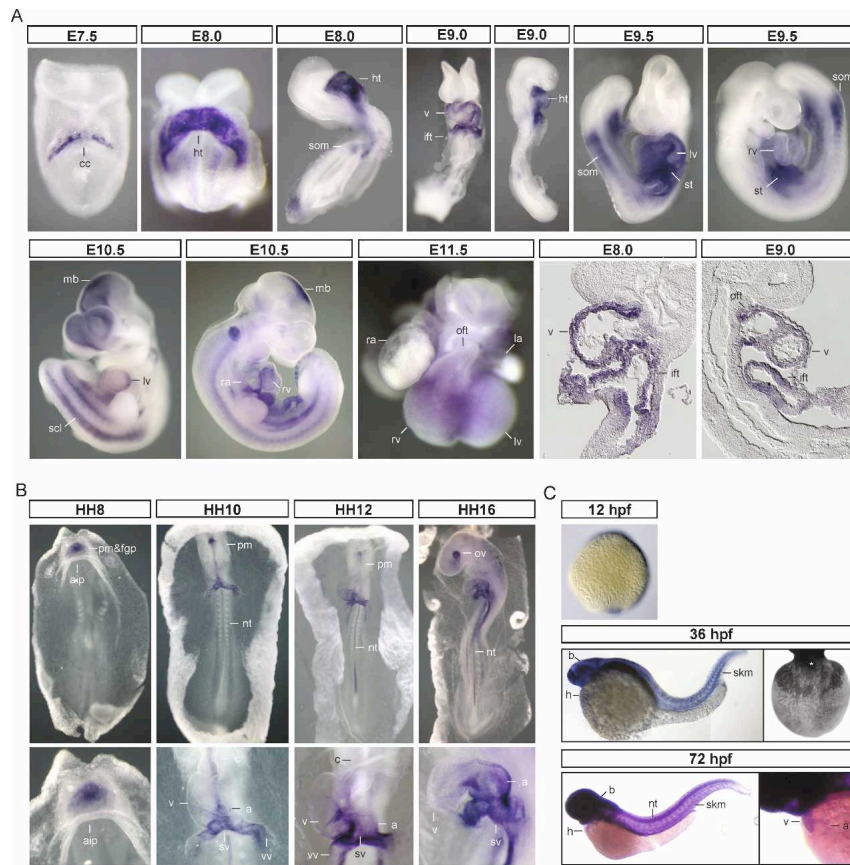 A
E7.5 E8.0 E8.0 E9.0 E9.0 E9.5 E9.5
cc
ht
ht
som
v
ift
ht
som
lv
st
som
rv
st
E10.5 E10.5 E11.5 E8.0 E9.0
mb
lv
scl
mb
ra
rv
ra
oft
la
rv
lv
v
ift
oft
v
ift
B
HH8 HH10 HH12 HH16
pm&fgp
aip
pm
nt
pm
nt
ov
nt
aip
v
a
sv
vv
c
v
a
vv
sv
a
v
sv
C
12 hpf
36 hpf
b
h
skm
*
72 hpf
b
h
nt
skm
v
a